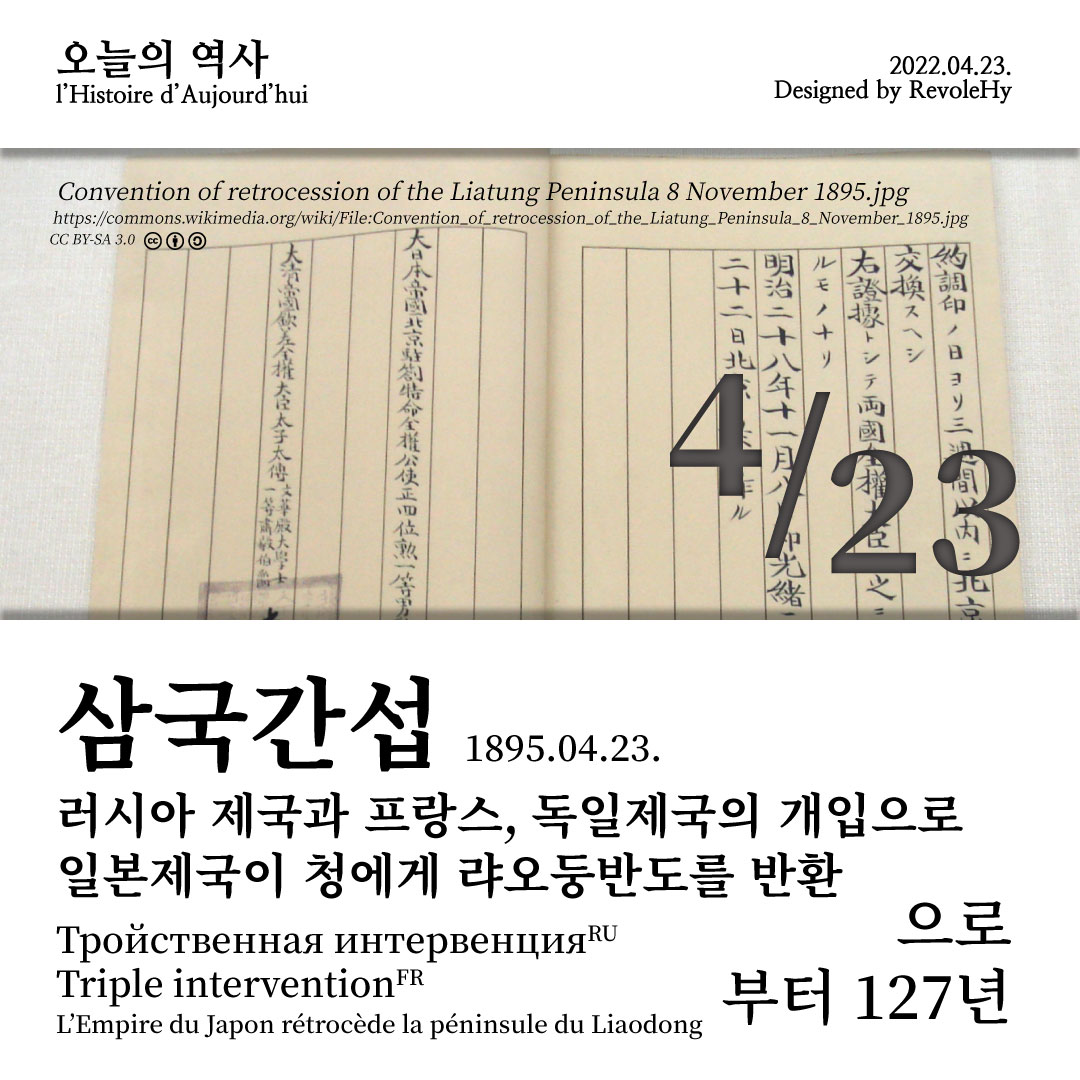 오늘의 역사
l’Histoire d’Aujourd’hui
2022.04.23.
Designed by RevoleHy
Convention of retrocession of the Liatung Peninsula 8 November 1895.jpg
https://commons.wikimedia.org/wiki/File:Convention_of_retrocession_of_the_Liatung_Peninsula_8_November_1895.jpg
CC BY-SA 3.0
約調印ノ日ヨリ三週間以內ニ北京
交換スヘシ
右證據トシテ両國全權大臣 之ニ
ルモノナリ
明治二十八年十一月八日即光緒二
二十二日北京 作ル
大日本帝國北京駐劄特命全權公使正四位勲一等男
大清帝國欽差全權大臣太子太傅文華殿大學士
一等肅毅伯
4/23
삼국간섭 1895.04.23.
러시아 제국과 프랑스, 독일제국의 개입으로
일본제국이 청에게 랴오둥반도를 반환
Тройственная интервенцияRU
Triple interventionFR
L’Empire du Japon rétrocède la péninsule du Liaodong
으로
부터 127년